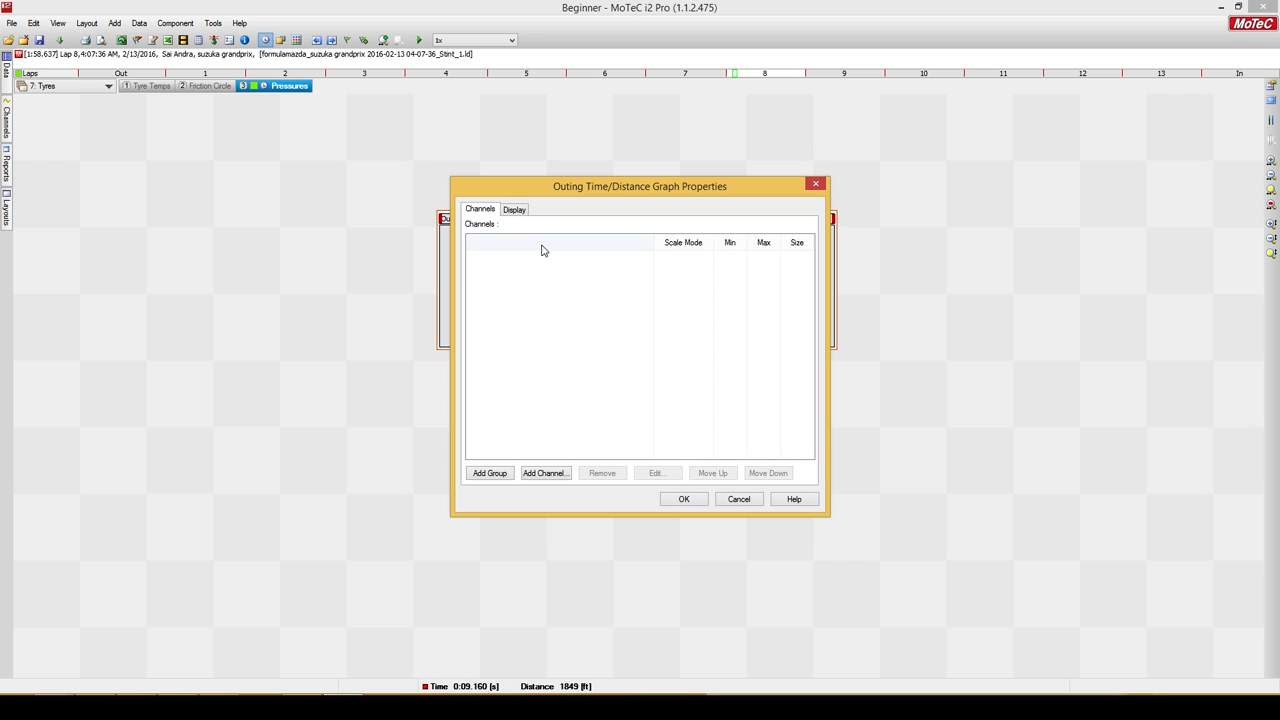 Beginner - MoTeC i2 Pro (1.1.2.475)
File Edit View Layout Add Data Component Tools Help
MoTeC
1x
[1:58.637] Lap 8,4:07:36 AM, 2/13/2016, Sai Andra, suzuka grandprix, [formulamazda_suzuka grandprix 2016-02-13 04-07-36_Stint_1.ld]
Laps Out 1 2 3 4 5 6 7 8 9 10 11 12 13 In
7: Tyres 1 Tyre Temps 2 Friction Circle 3 Pressures
Data
Channels
Reports
Layouts
Outing Time/Distance Graph Properties
Channels Display
Channels :
Scale Mode Min Max Size
Add Group Add Channel... Remove Edit... Move Up Move Down
OK Cancel Help
Time 0:09.160 [s] Distance 1849 [ft]